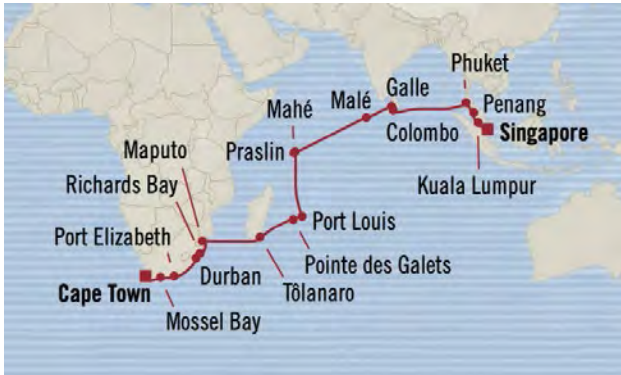 Phuket
Galle
Malé
Penang
Mahé
Colombo
Singapore
Maputo
Praslin
Richards Bay
Kuala Lumpur
Port Elizabeth
Port Louis
Pointe des Galets
Durban
Cape Town
Tôlanaro
Mossel Bay